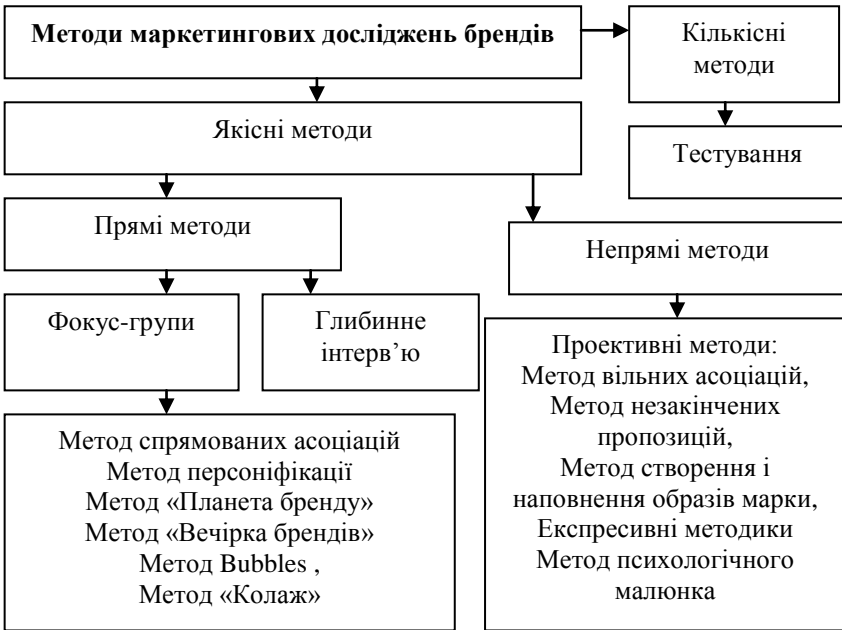 Методи маркетингових досліджень брендів
Кількісні
методи
Якісні методи
Тестування
Прямі методи
Непрямі методи
Фокус-групи
Глибинне
інтерв’ю
Проективні методи:
Метод вільних асоціацій,
Метод незакінчених
пропозицій,
Метод створення і
наповнення образів марки,
Експресивні методики
Метод психологічного
малюнка
Метод спрямованих асоціацій
Метод персоніфікації
Метод «Планета бренду»
Метод «Вечірка брендів»
Метод Bubbles ,
Метод «Колаж»